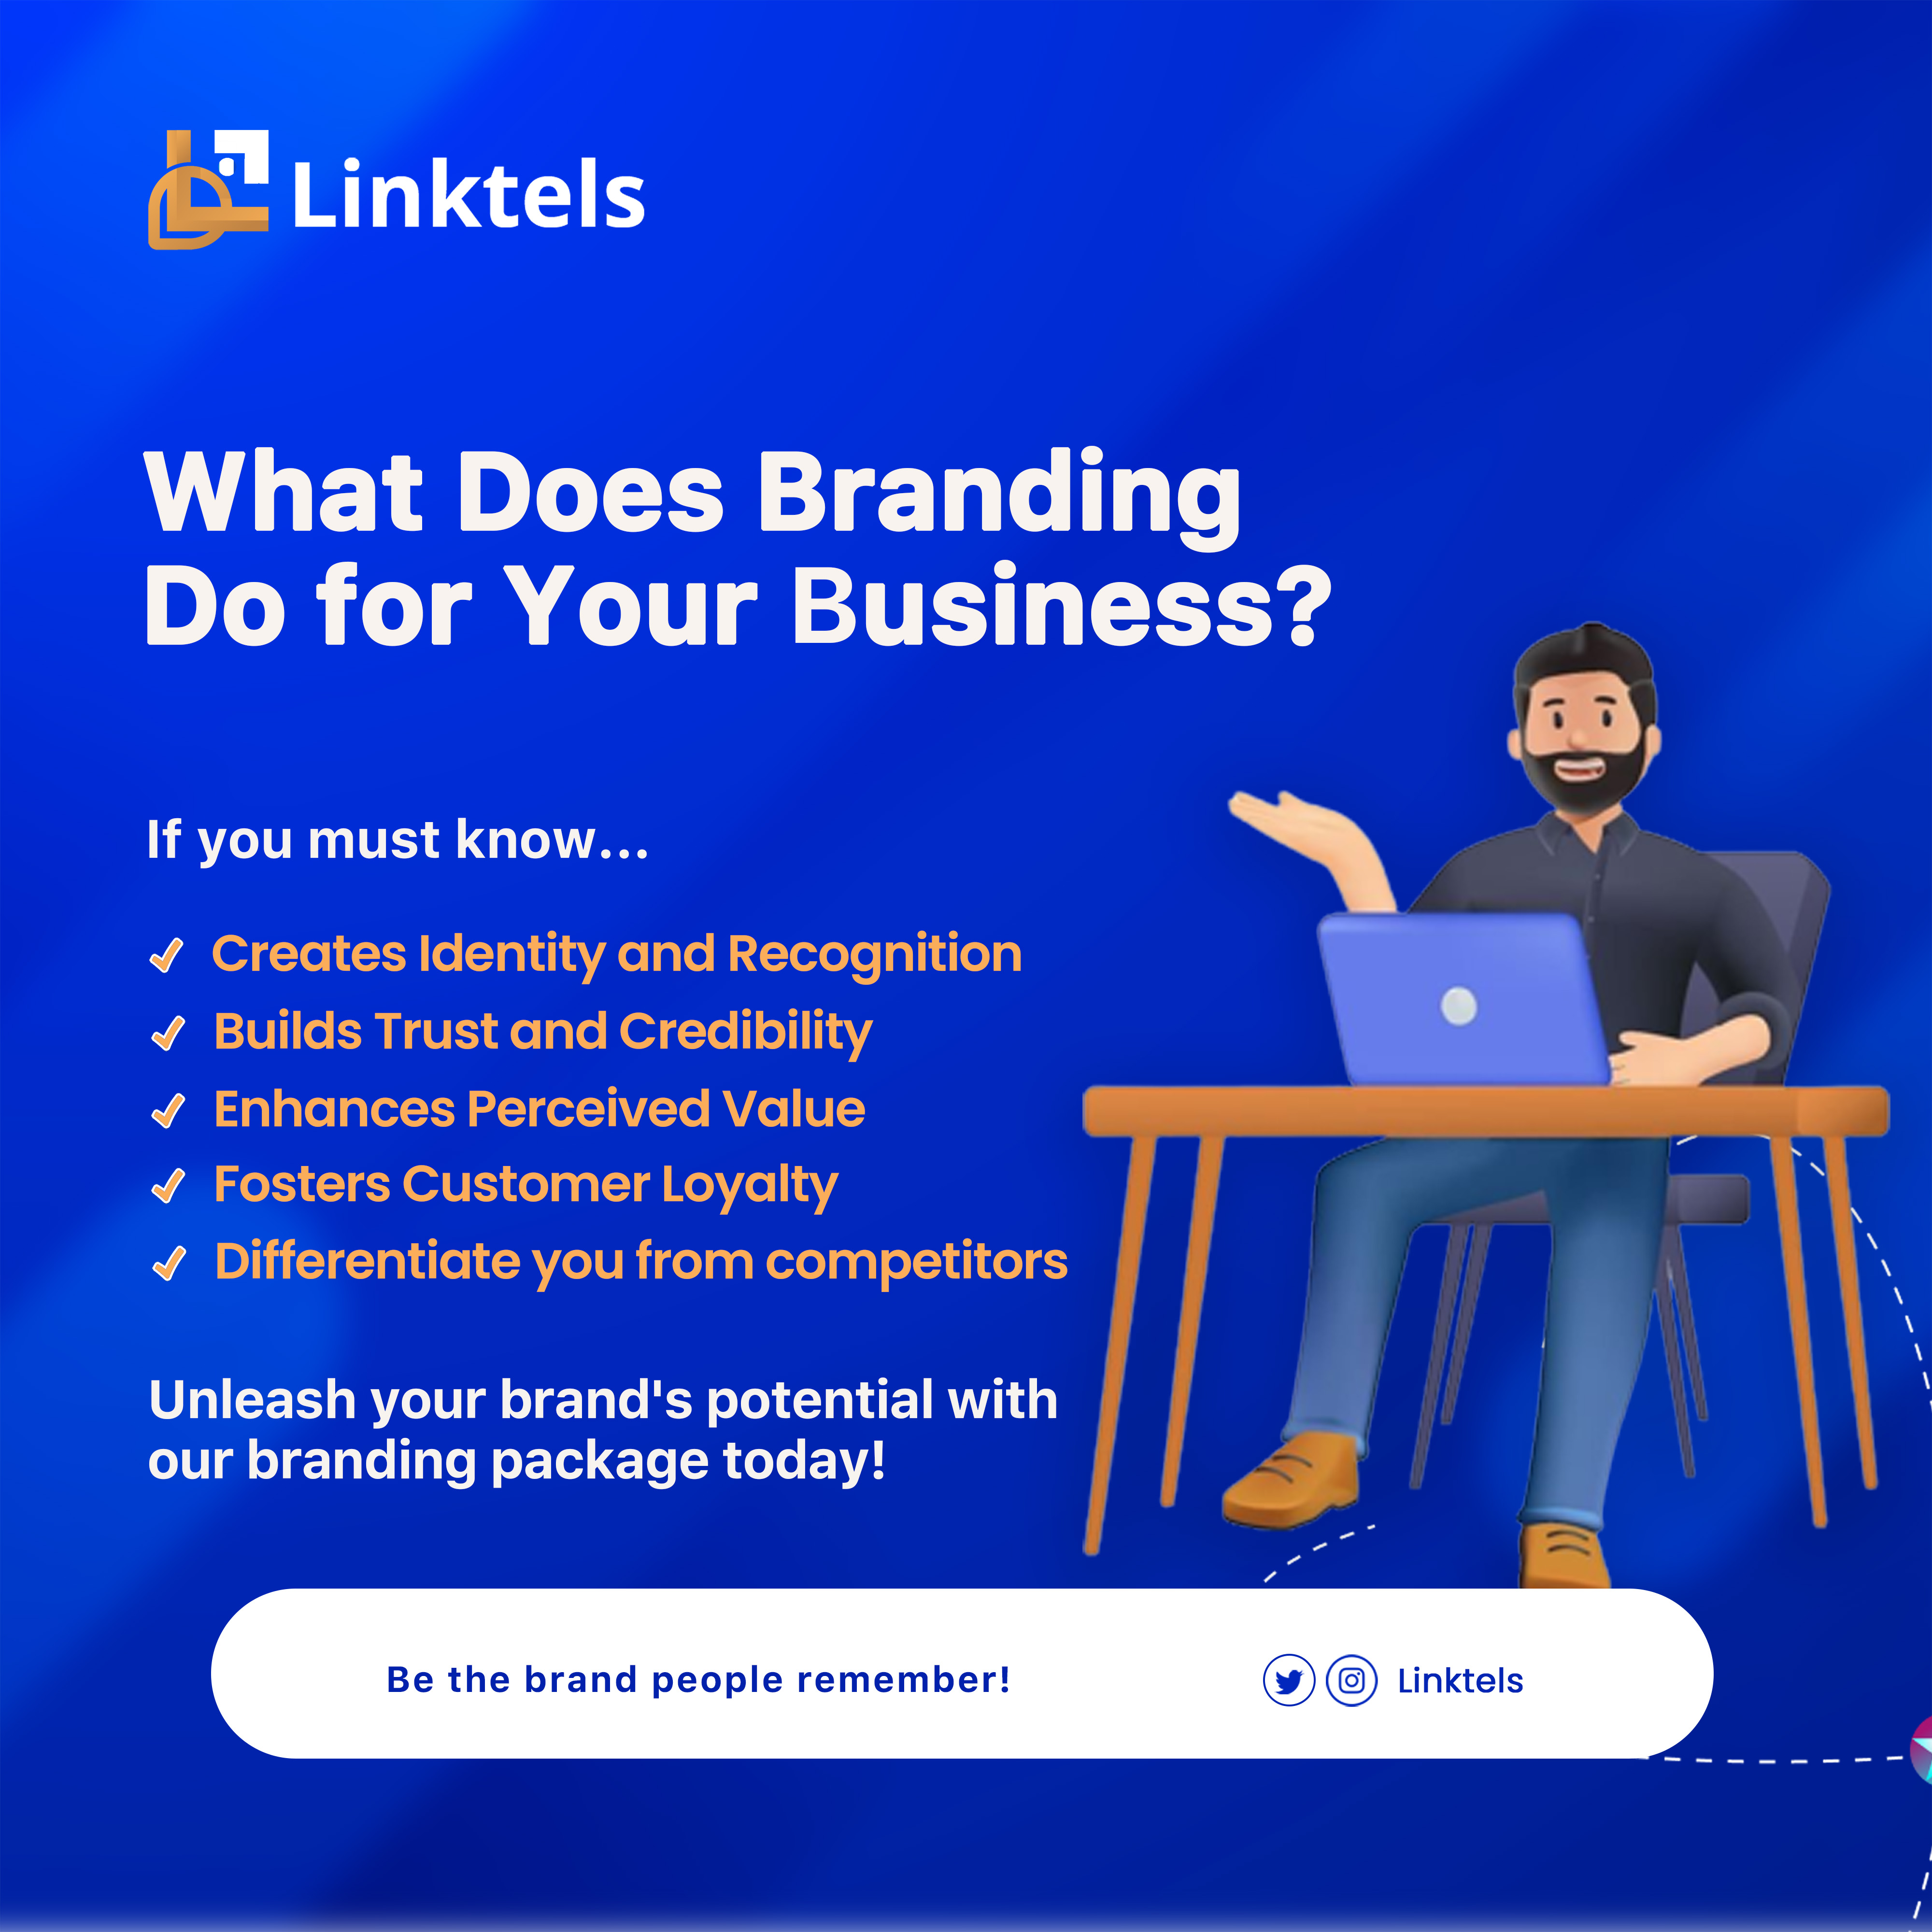 Linktels
What Does Branding
Do for Your Business?
If you must know...
Creates Identity and Recognition
Builds Trust and Credibility
Enhances Perceived Value
Fosters Customer Loyalty
Differentiate you from competitors
Unleash your brand's potential with
our branding package today!
Be the brand people remember!
Linktels